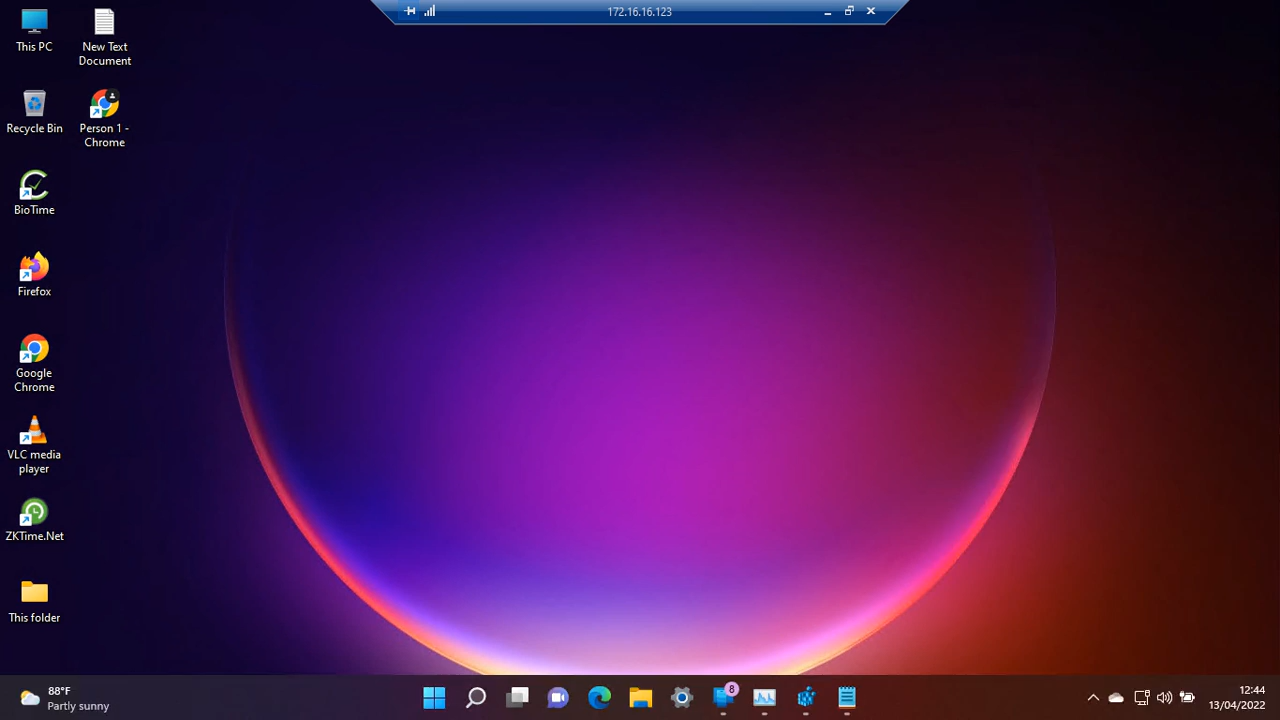 172.16.16.123
This PC
New Text
Document
Recycle Bin
Person 1 -
Chrome
BioTime
Firefox
Google
Chrome
VLC media
player
ZKTime.Net
This folder
88°F
Partly sunny
8
12:44
13/04/2022